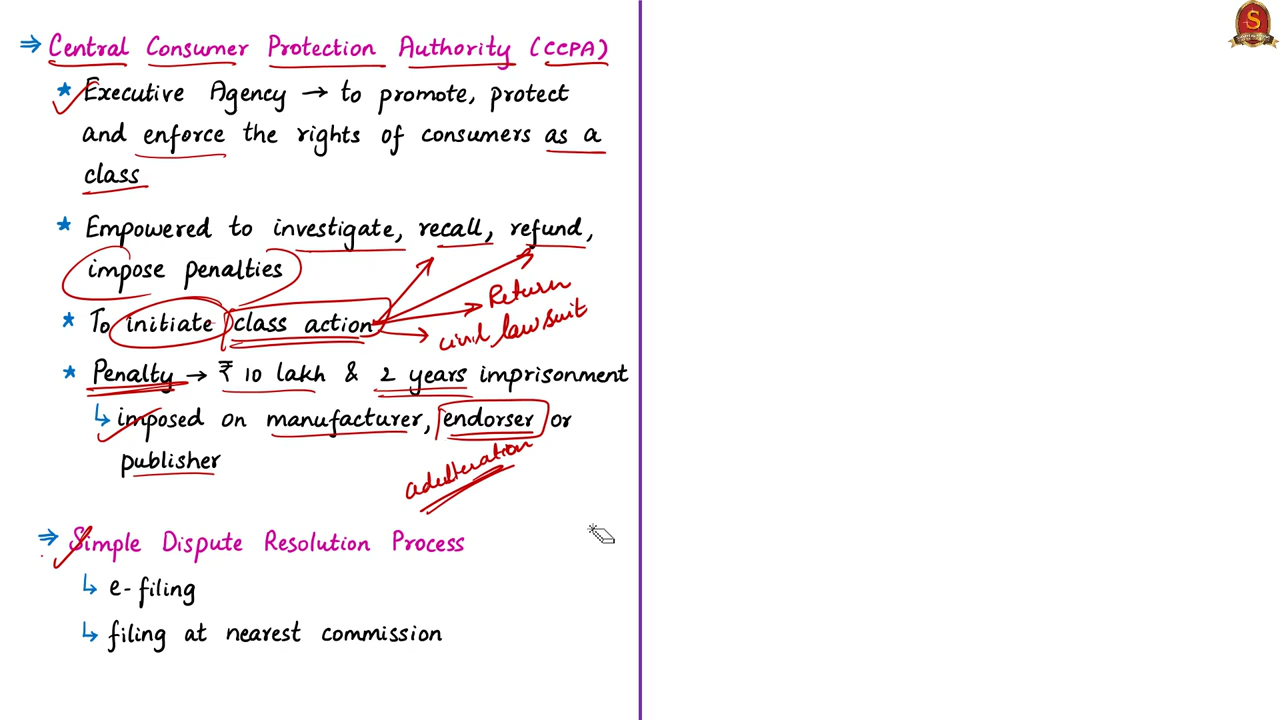 ⇒ Central Consumer Protection Authority (CCPA)
* Executive Agency → to promote, protect
and enforce the rights of consumers as a
class
* Empowered to investigate, recall, refund,
impose penalties
Return
* To initiate class action
civil lawsuit
* Penalty → ₹ 10 lakh & 2 years imprisonment
↳ imposed on manufacturer, endorser or
publisher
adulteration
⇒ Simple Dispute Resolution Process
↳ e-filing
↳ filing at nearest commission
S